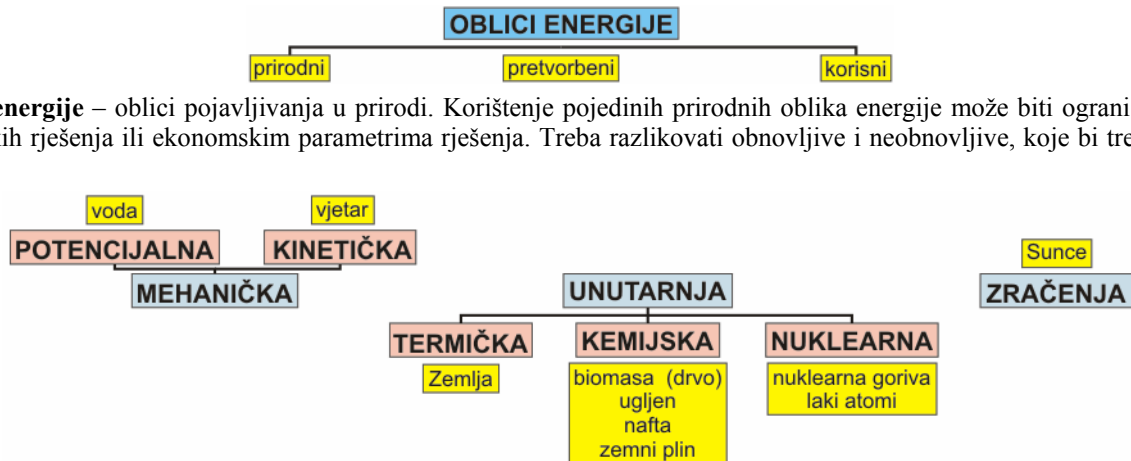 OBLICI ENERGIJE
prirodni pretvorbeni korisni
energije – oblici pojavljivanja u prirodi. Korištenje pojedinih prirodnih oblika energije može biti ograni
ih rješenja ili ekonomskim parametrima rješenja. Treba razlikovati obnovljive i neobnovljive, koje bi tre
voda vjetar
POTENCIJALNA KINETIČKA
Sunce
MEHANIČKA UNUTARNJA ZRAČENJA
TERMIČKA KEMIJSKA NUKLEARNA
Zemlja biomasa (drvo) nuklearna goriva
ugljen laki atomi
nafta
zemni plin